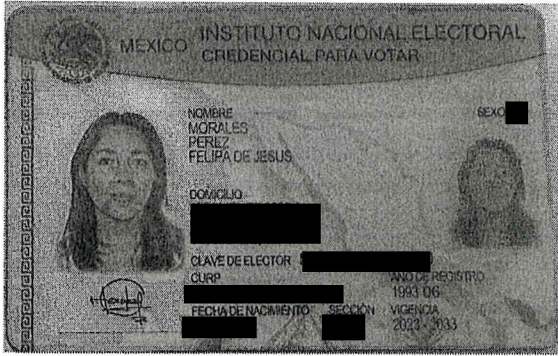 MÉXICO
INSTITUTO NACIONAL ELECTORAL
CREDENCIAL PARA VOTAR
NOMBRE
MORALES
PEREZ
FELIPA DE JESUS
SEXO
DOMICILIO
CLAVE DE ELECTOR
CURP
AÑO DE REGISTRO
1993 06
FECHA DE NACIMIENTO
SECCIÓN
VIGENCIA
2023 - 2033